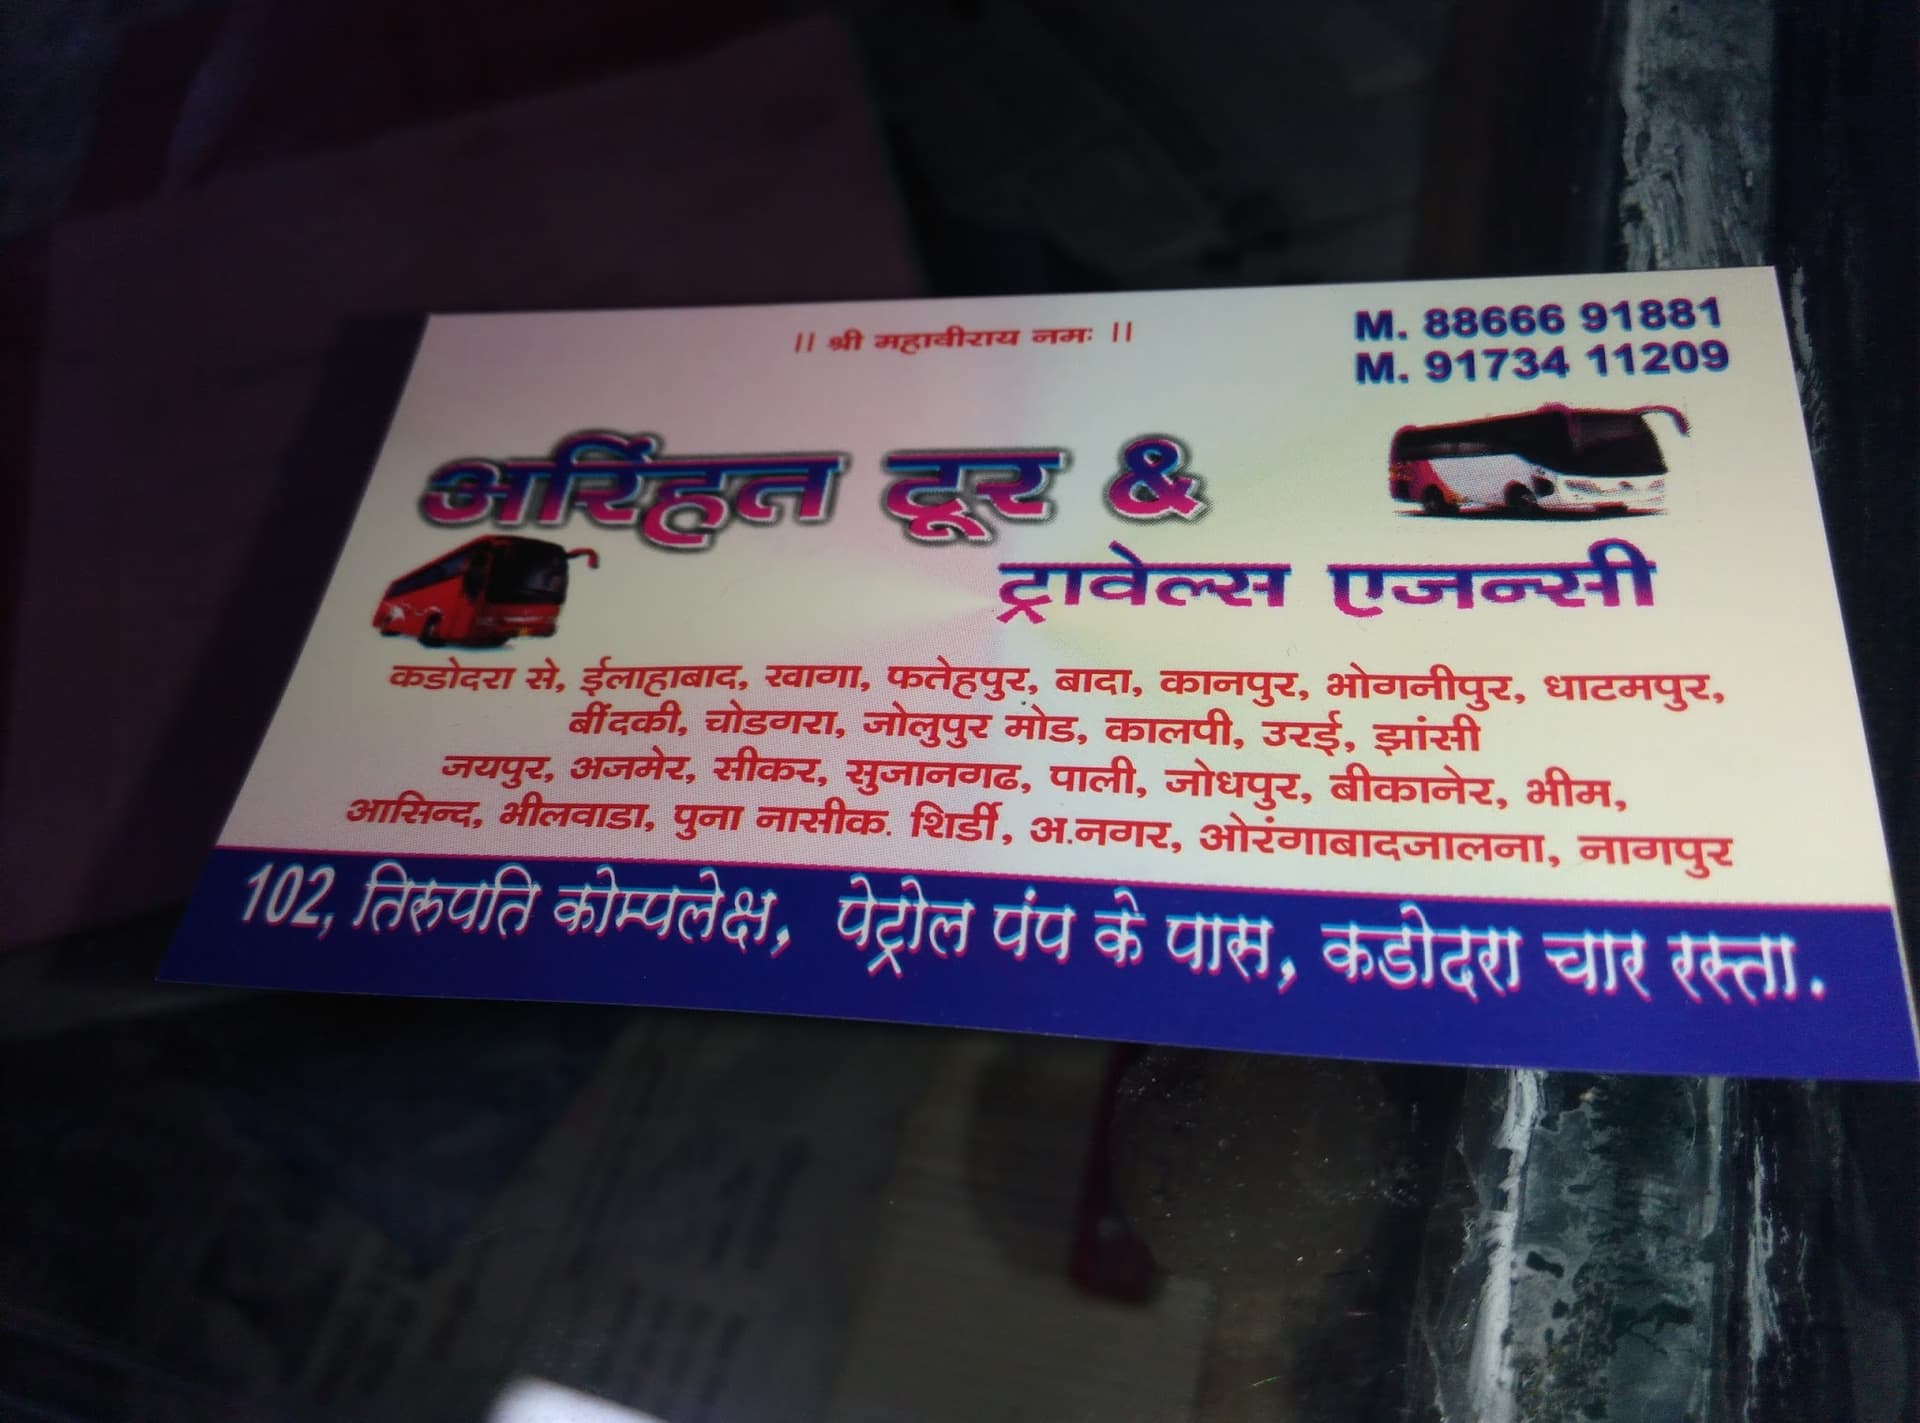 ।। श्री महावीराय नमः ।।
M. 88666 91881
M. 91734 11209
अर्रिहत टूर &
ट्रावेल्स एजन्सी
कडोदरा से, ईलाहाबाद, खागा, फतेहपुर, बादा, कानपुर, भोगनीपुर, धाटमपुर,
बींदकी, चोडगरा, जोलुपुर मोड, कालपी, उरई, झांसी
जयपुर, अजमेर, सीकर, सुजानगढ, पाली, जोधपुर, बीकानेर, भीम,
आसिन्द, भीलवाडा, पुना नासीक. शिर्डी, अ.नगर, ओरंगाबादजालना, नागपुर
102, तिरुपति कोम्पलेक्ष, पेट्रोल पंप के पास, कडोदरा चार रस्ता.